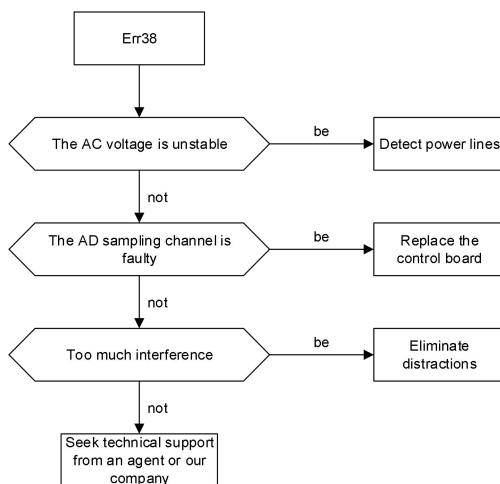 Err38
The AC voltage is unstable
be
Detect power lines
not
The AD sampling channel is
faulty
be
Replace the
control board
not
Too much interference
be
Eliminate
distractions
not
Seek technical support
from an agent or our
company